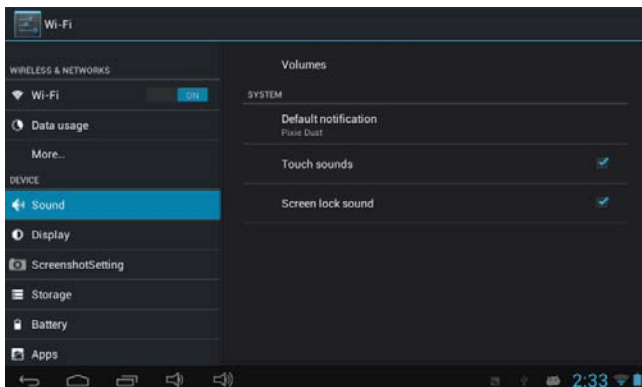 Wi-Fi
WIRELESS & NETWORKS
Wi-Fi
ON
Data usage
More...
DEVICE
Sound
Display
ScreenshotSetting
Storage
Battery
Apps
Volumes
SYSTEM
Default notification
Pixie Dust
Touch sounds
Screen lock sound
2:33